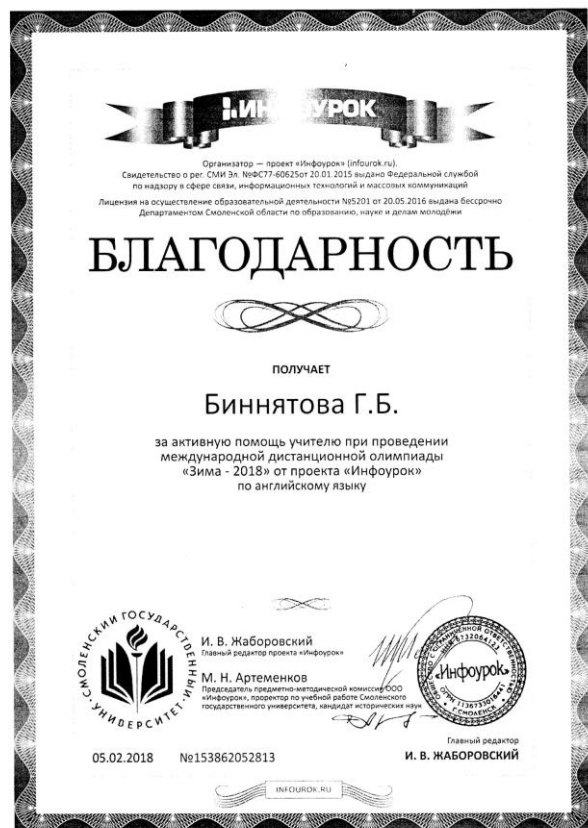 ИНФОУРОК
Организатор — проект «Инфоурок» (infourok.ru).
Свидетельство о рег. СМИ Эл. №ФС77-60625от 20.01.2015 выдано Федеральной службой
по надзору в сфере связи, информационных технологий и массовых коммуникаций
Лицензия на осуществление образовательной деятельности №5201 от 20.05.2016 выдана бессрочно
Департаментом Смоленской области по образованию, науке и делам молодёжи
БЛАГОДАРНОСТЬ
ПОЛУЧАЕТ
Биннятова Г.Б.
за активную помощь учителю при проведении
международной дистанционной олимпиады
«Зима - 2018» от проекта «Инфоурок»
по английскому языку
СМОЛЕНСКИЙ ГОСУДАРСТВЕННЫЙ УНИВЕРСИТЕТ
И. В. Жаборовский
Главный редактор проекта «Инфоурок»
М. Н. Артеменков
Председатель предметно-методической комиссии ООО
«Инфоурок», проректор по учебной работе Смоленского
государственного университета, кандидат исторических наук
«Инфоурок»
Г.СМОЛЕНСК
Главный редактор
И. В. ЖАБОРОВСКИЙ
05.02.2018 №153862052813
INFOUROK.RU